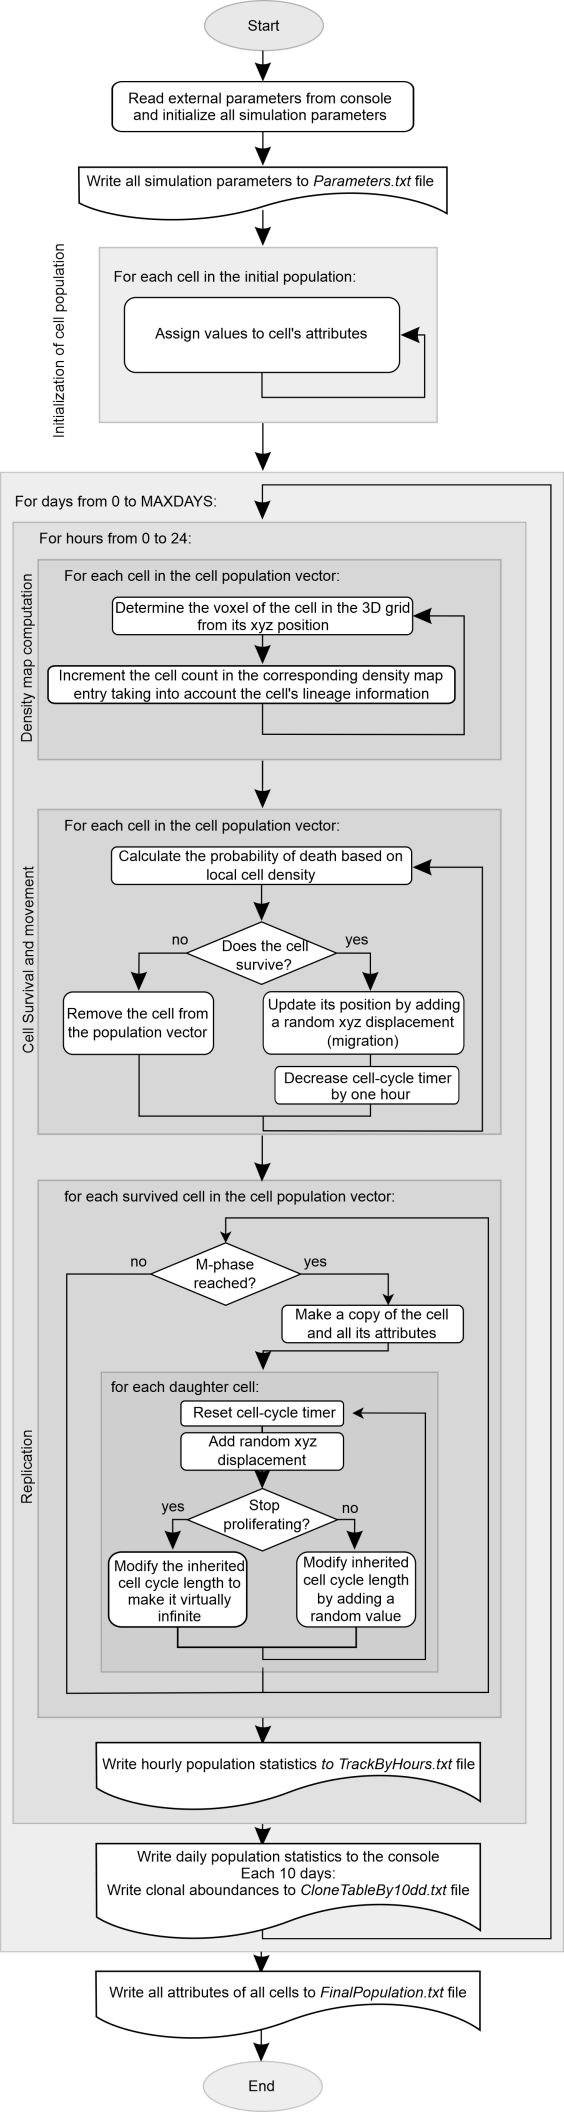 Start
Read external parameters from console
and initialize all simulation parameters
Write all simulation parameters to Parameters.txt file
Initialization of cell population
For each cell in the initial population:
Assign values to cell's attributes
For days from 0 to MAXDAYS:
For hours from 0 to 24:
Density map computation
For each cell in the cell population vector:
Determine the voxel of the cell in the 3D grid
from its xyz position
Increment the cell count in the corresponding density map
entry taking into account the cell's lineage information
Cell Survival and movement
For each cell in the cell population vector:
Calculate the probability of death based on
local cell density
Does the cell
survive?
no
yes
Remove the cell from
the population vector
Update its position by adding
a random xyz displacement
(migration)
Decrease cell-cycle timer
by one hour
Replication
for each survived cell in the cell population vector:
M-phase
reached?
no
yes
Make a copy of the cell
and all its attributes
for each daughter cell:
Reset cell-cycle timer
Add random xyz
displacement
Stop
proliferating?
yes
no
Modify the inherited
cell cycle length to
make it virtually
infinite
Modify inherited
cell cycle length
by adding a
random value
Write hourly population statistics to TrackByHours.txt file
Write daily population statistics to the console
Each 10 days:
Write clonal aboundances to CloneTableBy10dd.txt file
Write all attributes of all cells to FinalPopulation.txt file
End